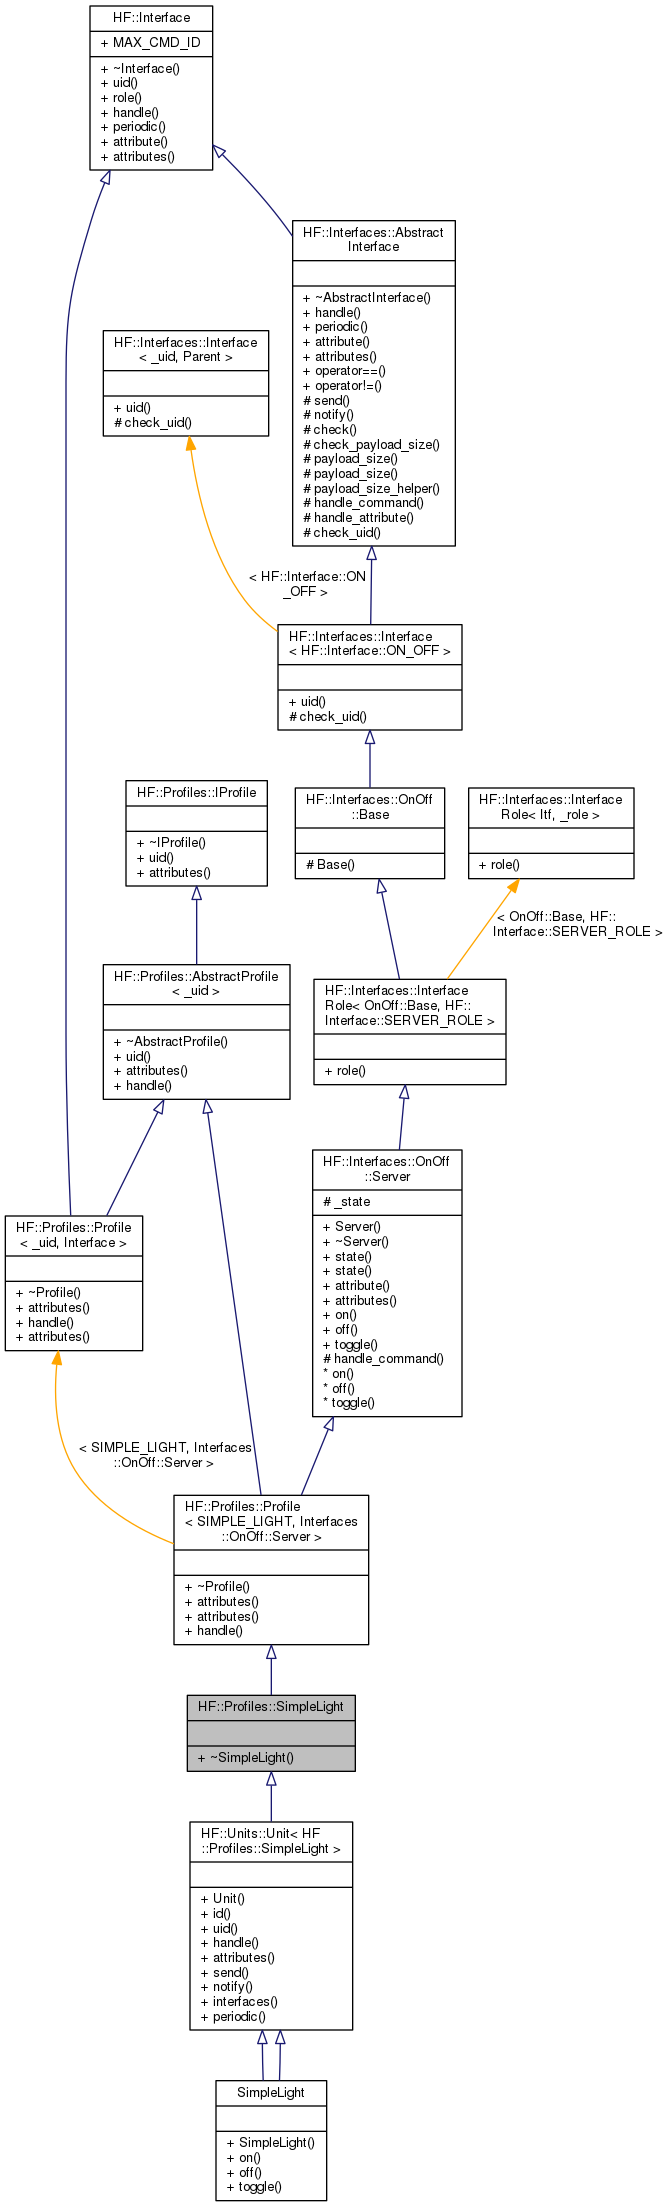 HF::Interface
+ MAX_CMD_ID
+ ~Interface()
+ uid()
+ role()
+ handle()
+ periodic()
+ attribute()
+ attributes()
HF::Interfaces::Abstract
Interface
+ ~AbstractInterface()
+ handle()
+ periodic()
+ attribute()
+ attributes()
+ operator==()
+ operator!=()
# send()
# notify()
# check()
# check_payload_size()
# payload_size()
# payload_size()
# payload_size_helper()
# handle_command()
# handle_attribute()
# check_uid()
HF::Interfaces::Interface
< _uid, Parent >
+ uid()
# check_uid()
< HF::Interface::ON
_OFF >
HF::Interfaces::Interface
< HF::Interface::ON_OFF >
+ uid()
# check_uid()
HF::Profiles::IProfile
+ ~IProfile()
+ uid()
+ attributes()
HF::Interfaces::OnOff
::Base
# Base()
HF::Interfaces::Interface
Role< Itf, _role >
+ role()
< OnOff::Base, HF::
Interface::SERVER_ROLE >
HF::Profiles::AbstractProfile
< _uid >
+ ~AbstractProfile()
+ uid()
+ attributes()
+ handle()
HF::Interfaces::Interface
Role< OnOff::Base, HF::
Interface::SERVER_ROLE >
+ role()
HF::Interfaces::OnOff
::Server
# _state
+ Server()
+ ~Server()
+ state()
+ state()
+ attribute()
+ attributes()
+ on()
+ off()
+ toggle()
# handle_command()
* on()
* off()
* toggle()
HF::Profiles::Profile
< _uid, Interface >
+ ~Profile()
+ attributes()
+ handle()
+ attributes()
< SIMPLE_LIGHT, Interfaces
::OnOff::Server >
HF::Profiles::Profile
< SIMPLE_LIGHT, Interfaces
::OnOff::Server >
+ ~Profile()
+ attributes()
+ attributes()
+ handle()
HF::Profiles::SimpleLight
+ ~SimpleLight()
HF::Units::Unit< HF
::Profiles::SimpleLight >
+ Unit()
+ id()
+ uid()
+ handle()
+ attributes()
+ send()
+ notify()
+ interfaces()
+ periodic()
SimpleLight
+ SimpleLight()
+ on()
+ off()
+ toggle()